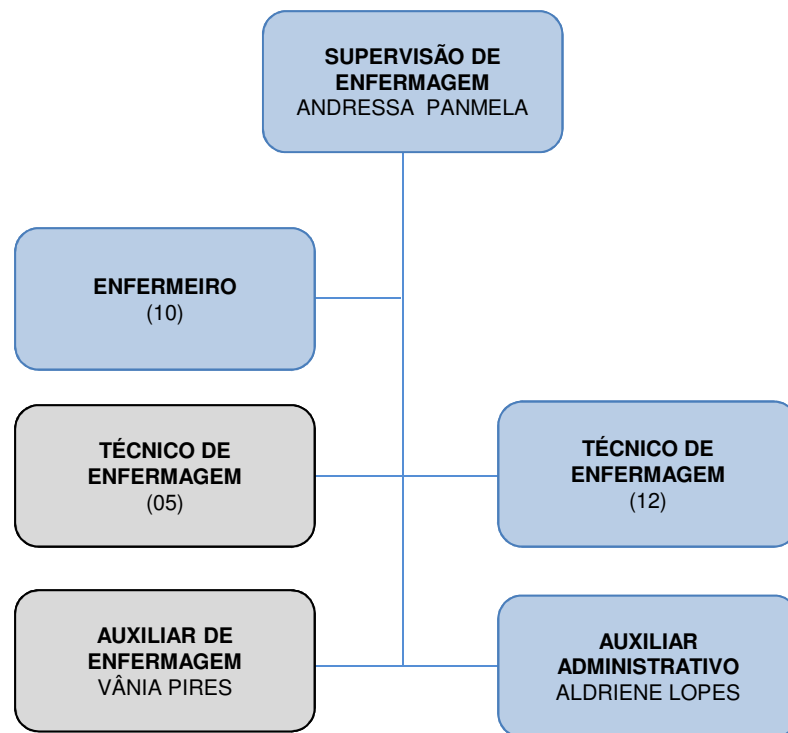 SUPERVISÃO DE
ENFERMAGEM
ANDRESSA PANMELA
ENFERMEIRO
(10)
TÉCNICO DE
ENFERMAGEM
(05)
TÉCNICO DE
ENFERMAGEM
(12)
AUXILIAR DE
ENFERMAGEM
VÂNIA PIRES
AUXILIAR
ADMINISTRATIVO
ALDRIENE LOPES